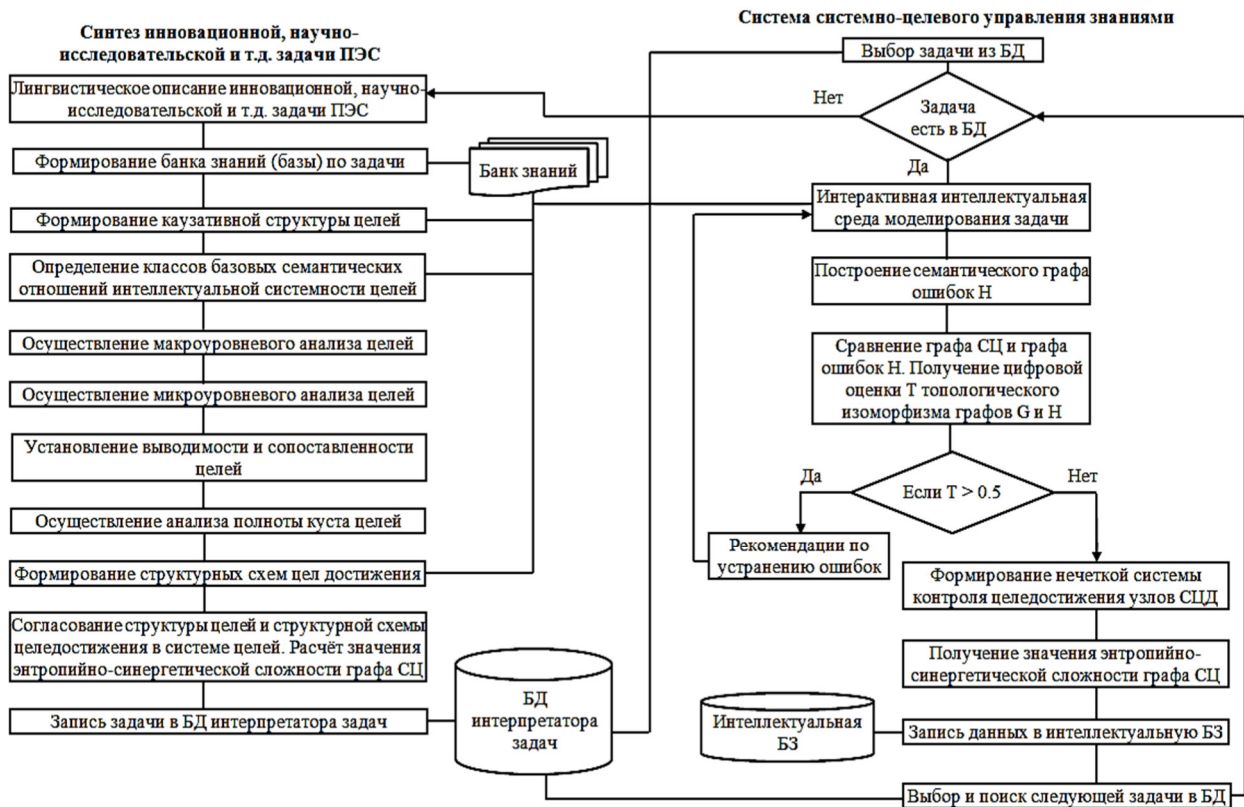 Синтез инновационной, научно-
исследовательской и т.д. задачи ПЭС
Лингвистическое описание инновационной, научно-
исследовательской и т.д. задачи ПЭС
Формирование банка знаний (базы) по задачи
Банк знаний
Формирование каузативной структуры целей
Определение классов базовых семантических
отношений интеллектуальной системности целей
Осуществление макроуровневого анализа целей
Осуществление микроуровневого анализа целей
Установление выводимости и сопоставленности
целей
Осуществление анализа полноты куста целей
Формирование структурных схем цел достижения
Согласование структуры целей и структурной схемы
целедостижения в системе целей. Расчёт значения
энтропийно-синергетической сложности графа СЦ
Запись задачи в БД интерпретатора задач
БД
интерпретатора
задач
Система системно-целевого управления знаниями
Выбор задачи из БД
Нет
Задача
есть в БД
Да
Интерактивная интеллектуальная
среда моделирования задачи
Построение семантического графа
ошибок H
Сравнение графа СЦ и графа
ошибок H. Получение цифровой
оценки T топологического
изоморфизма графов G и H
Да
Если T > 0.5
Нет
Рекомендации по
устранению ошибок
Формирование нечеткой системы
контроля целедостижения узлов СЦД
Получение значения энтропийно-
синергетической сложности графа СЦ
Интеллектуальная
БЗ
Запись данных в интеллектуальную БЗ
Выбор и поиск следующей задачи в БД